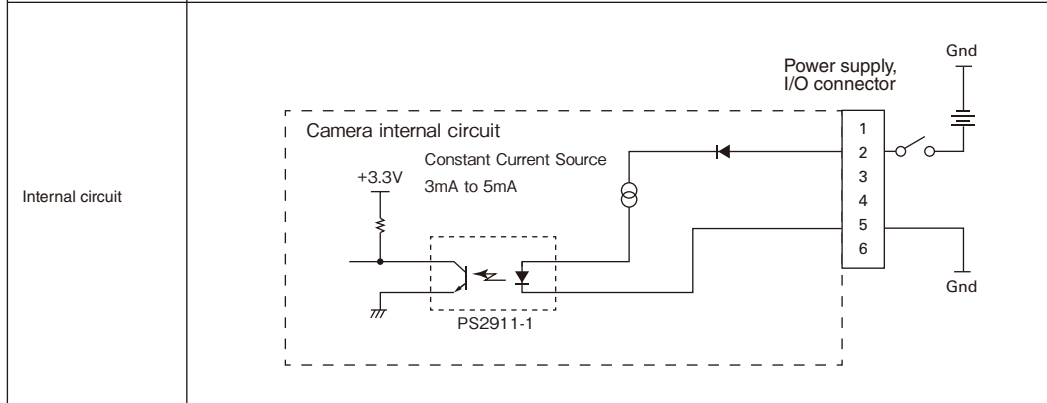 Internal circuit
Gnd
Power supply,
I/O connector
Camera internal circuit
Constant Current Source
3mA to 5mA
+3.3V
1
2
3
4
5
6
PS2911-1
Gnd